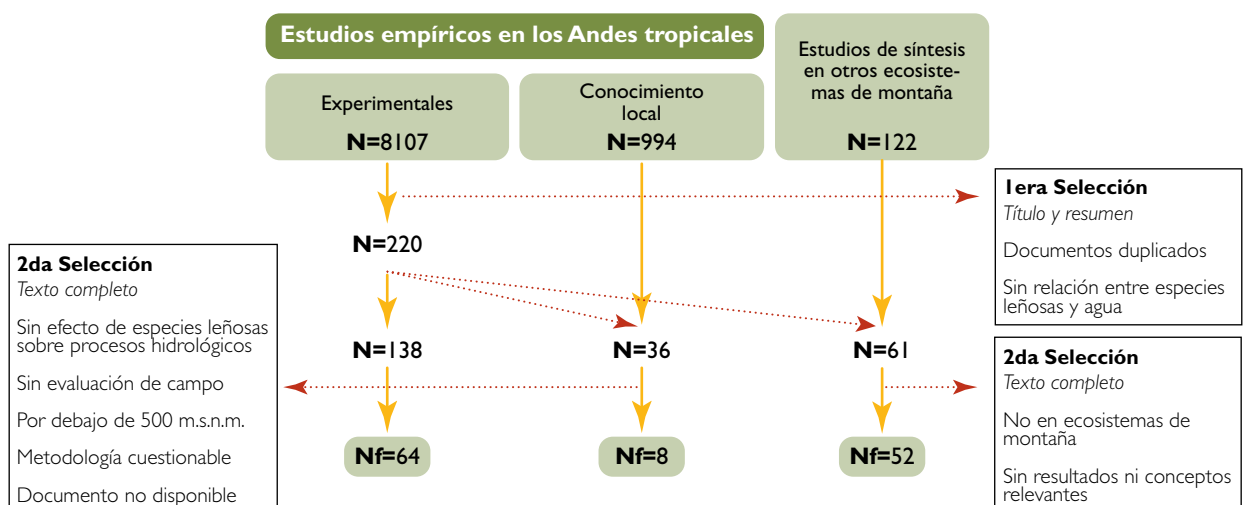 Estudios empíricos en los Andes tropicales
Experimentales
N=8107
Conocimiento
local
N=994
Estudios de síntesis
en otros ecosiste-
mas de montaña
N=122
1era Selección
Título y resumen
Documentos duplicados
Sin relación entre especies
leñosas y agua
N=220
2da Selección
Texto completo
Sin efecto de especies leñosas
sobre procesos hidrológicos
Sin evaluación de campo
Por debajo de 500 m.s.n.m.
Metodología cuestionable
Documento no disponible
N=138
N=36
N=61
2da Selección
Texto completo
No en ecosistemas de
montaña
Sin resultados ni conceptos
relevantes
Nf=64
Nf=8
Nf=52